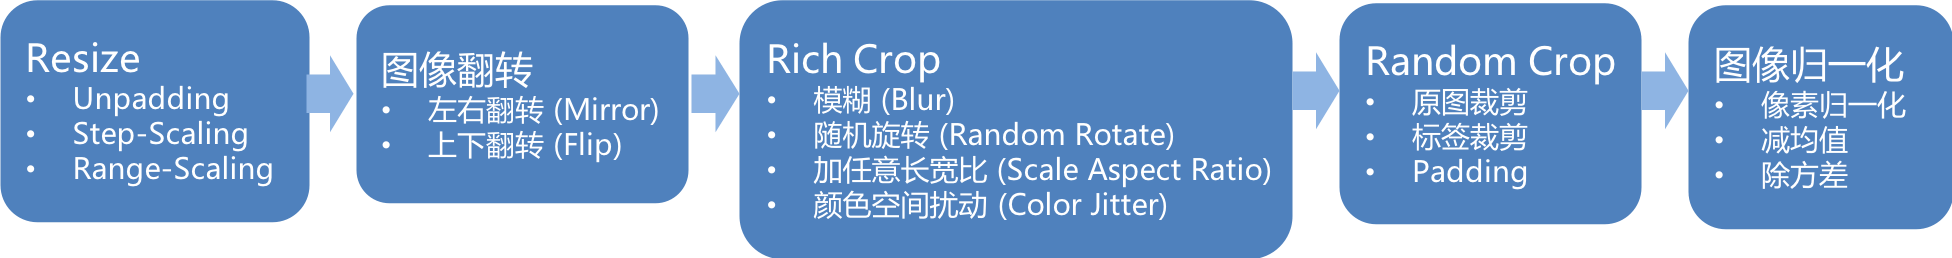 Resize
• Unpadding
• Step-Scaling
• Range-Scaling
图像翻转
• 左右翻转 (Mirror)
• 上下翻转 (Flip)
Rich Crop
• 模糊 (Blur)
• 随机旋转 (Random Rotate)
• 加任意长宽比 (Scale Aspect Ratio)
• 颜色空间扰动 (Color Jitter)
Random Crop
• 原图裁剪
• 标签裁剪
• Padding
图像归一化
• 像素归一化
• 减均值
• 除方差